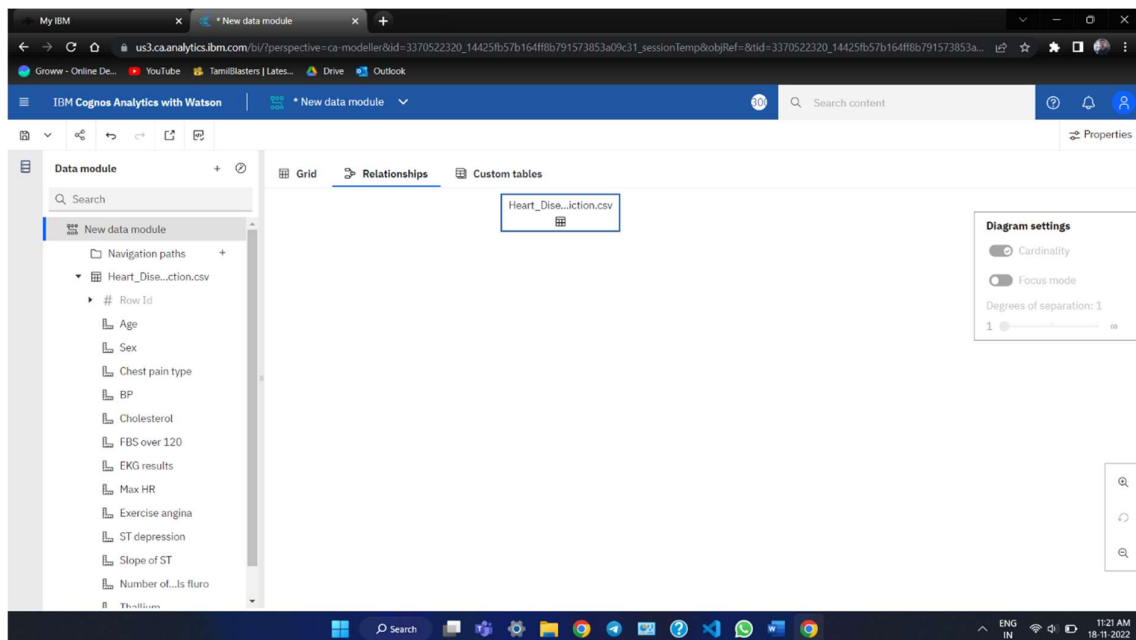 My IBM
* New data module
us3.ca.analytics.ibm.com/bi/?perspective=ca-modeller&id=3370522320_14425fb57b164ff8b791573853a09c31_sessionTemp&objRef=&tid=3370522320_14425fb57b164ff8b791573853a...
Groww - Online De...
YouTube
TamilBlasters | Lates...
Drive
Outlook
IBM Cognos Analytics with Watson
* New data module
Search content
Properties
Data module
Grid
Relationships
Custom tables
Search
Heart_Dise...iction.csv
New data module
Navigation paths
Heart_Dise...ction.csv
Row Id
Age
Sex
Chest pain type
BP
Cholesterol
FBS over 120
EKG results
Max HR
Exercise angina
ST depression
Slope of ST
Number of...ls fluro
Thallium
Diagram settings
Cardinality
Focus mode
Degrees of separation: 1
1 ∞
Search
ENG
IN
11:21 AM
18-11-2022